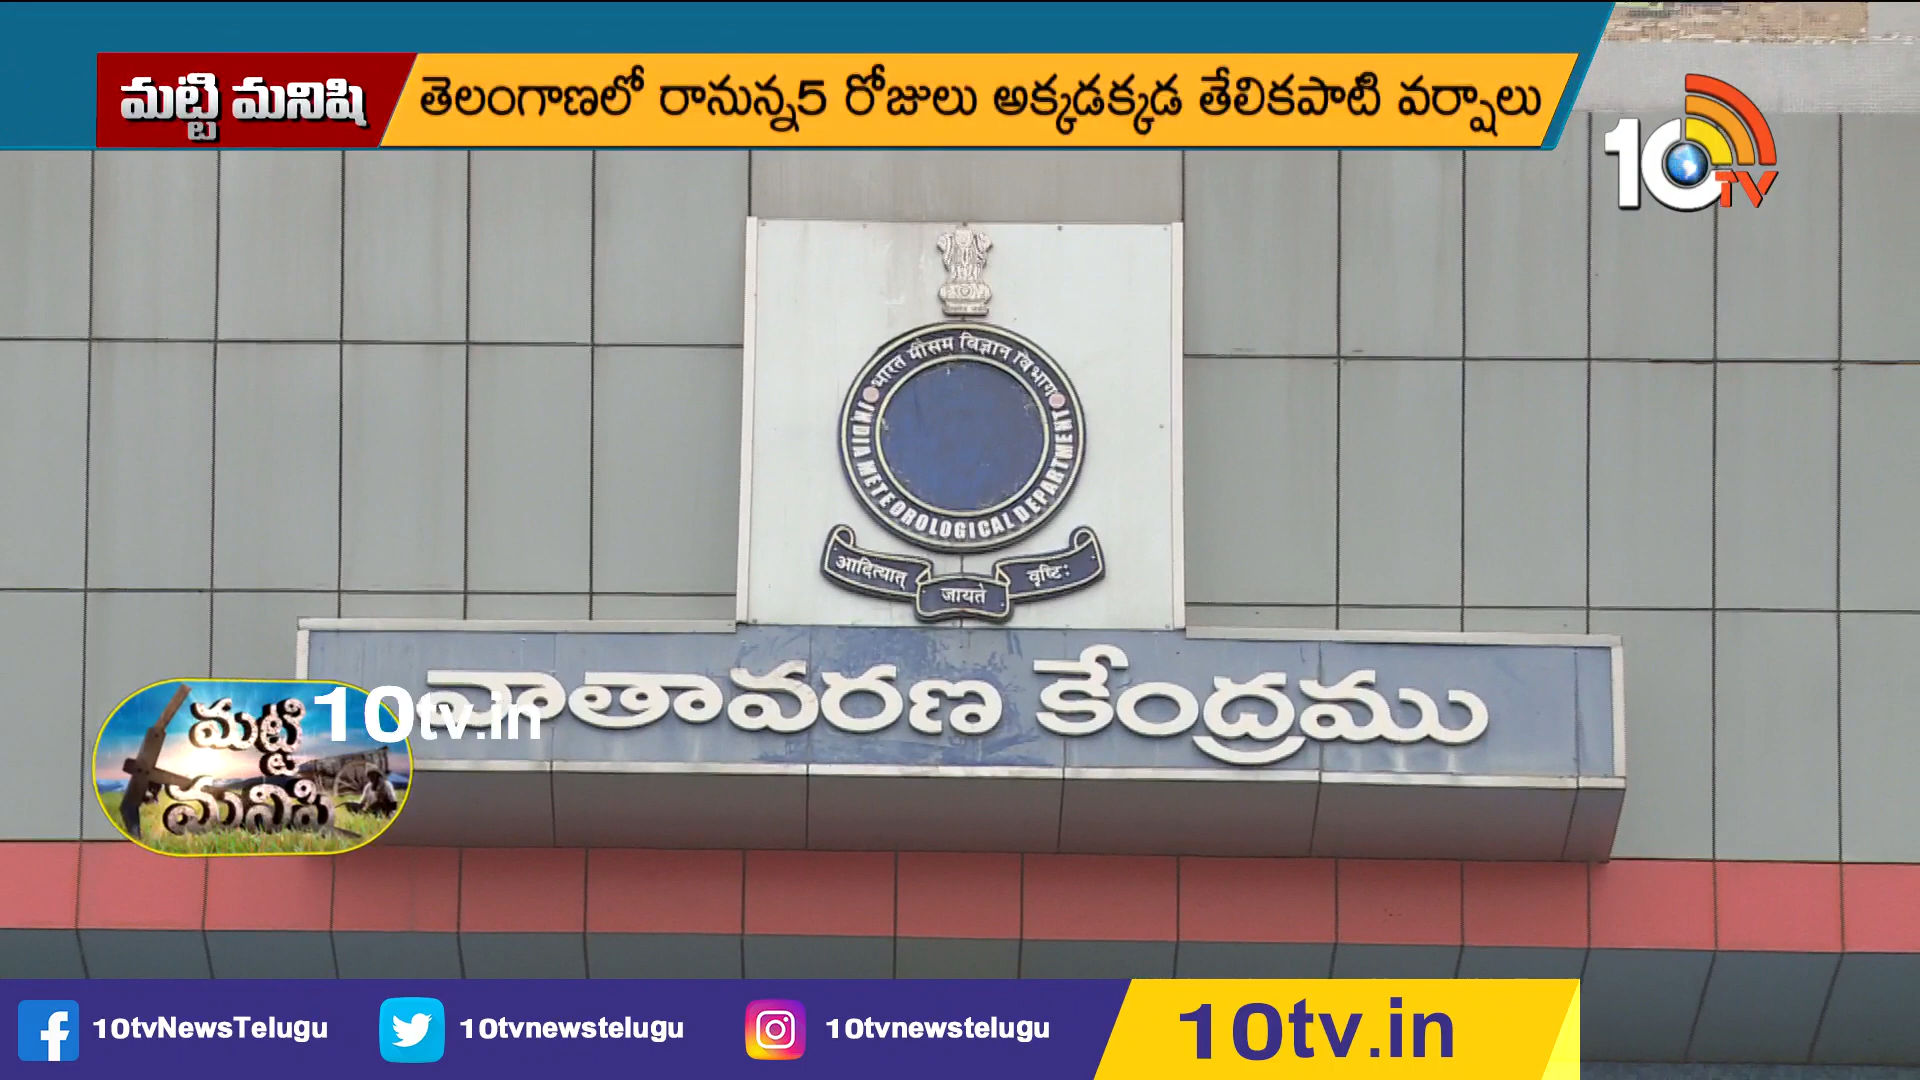 మట్టి మనిషి
తెలంగాణలో రానున్న5 రోజులు అక్కడక్కడ తేలికపాటి వర్షాలు
10TV
भारत मौसम विज्ञान विभाग
INDIA METEOROLOGICAL DEPARTMENT
आदित्यात् जायते वृष्टिः
వాతావరణ కేంద్రము
10tv.in
మట్టి
మనిషి
10tvNewsTelugu
10tvnewstelugu
10tvnewstelugu
10tv.in